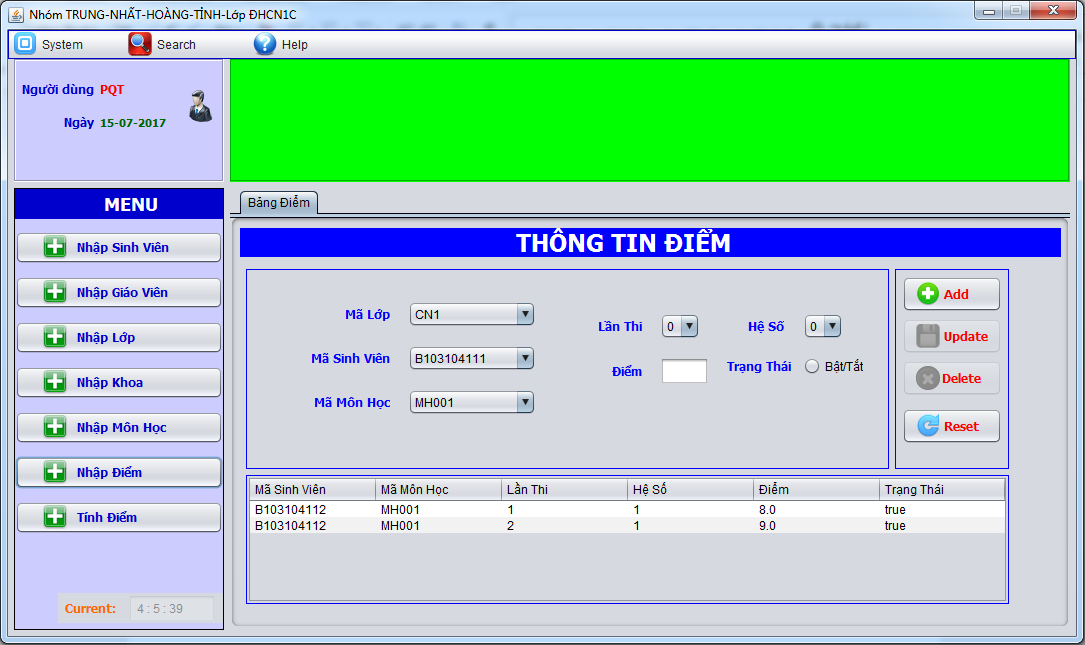 Nhóm TRUNG-NHẤT-HOÀNG-TỈNH-Lớp ĐHCN1C
System Search Help
Người dùng PQT
Ngày 15-07-2017
MENU
Nhập Sinh Viên
Nhập Giáo Viên
Nhập Lớp
Nhập Khoa
Nhập Môn Học
Nhập Điểm
Tính Điểm
Current: 4 : 5 : 39
Bảng Điểm
THÔNG TIN ĐIỂM
Mã Lớp CN1
Mã Sinh Viên B103104111
Mã Môn Học MH001
Lần Thi 0 Hệ Số 0
Điểm Trạng Thái Bật/Tắt
Add
Update
Delete
Reset
Mã Sinh Viên Mã Môn Học Lần Thi Hệ Số Điểm Trạng Thái
B103104112 MH001 1 1 8.0 true
B103104112 MH001 2 1 9.0 true